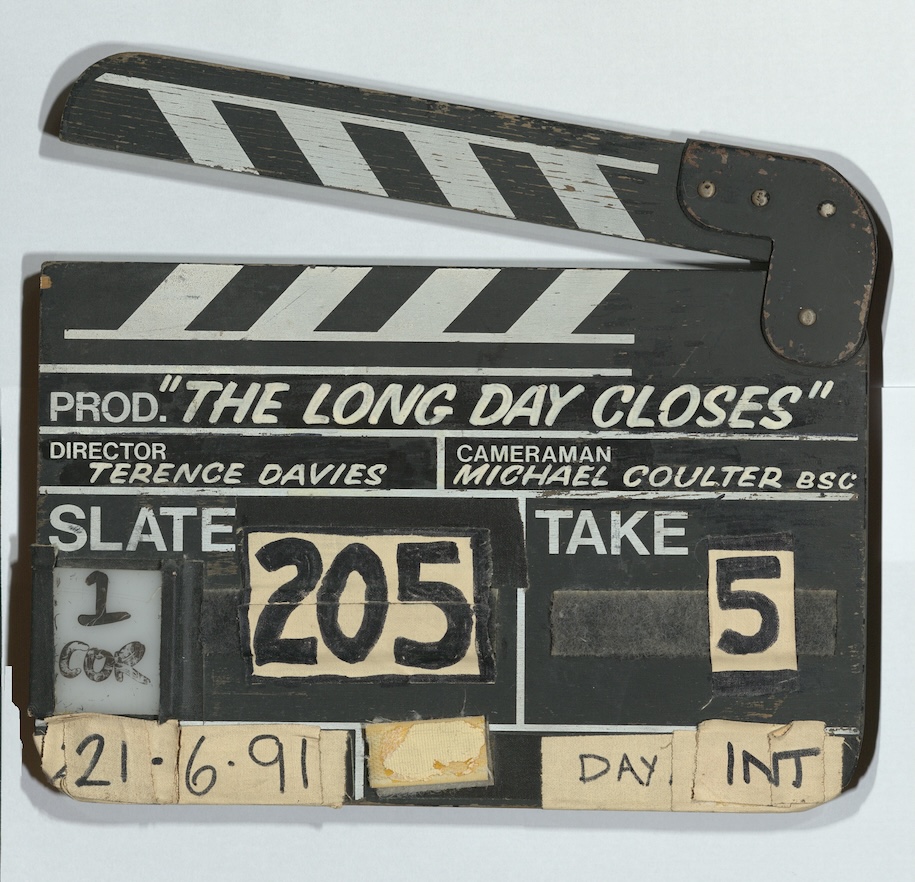 PROD. "THE LONG DAY CLOSES"
DIRECTOR
TERENCE DAVIES
CAMERAMAN
MICHAEL COULTER BSC
SLATE 205
TAKE 5
1
COR
21·6·91
DAY INT